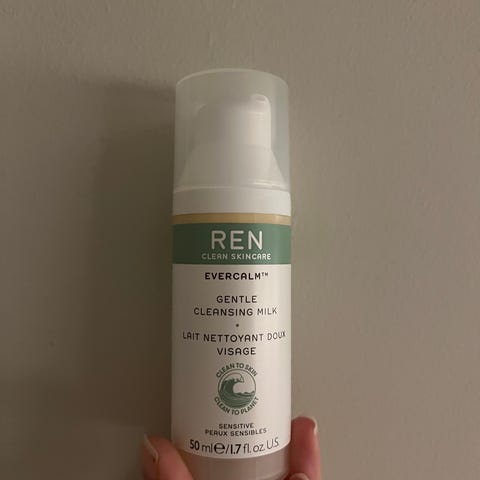 REN
CLEAN SKINCARE
EVERCALM™
GENTLE
CLEANSING MILK
•
LAIT NETTOYANT DOUX
VISAGE
CLEAN TO SKIN
CLEAN TO PLANET
SENSITIVE
PEAUX SENSIBLES
50 ml℮/1.7 fl. oz. U.S.